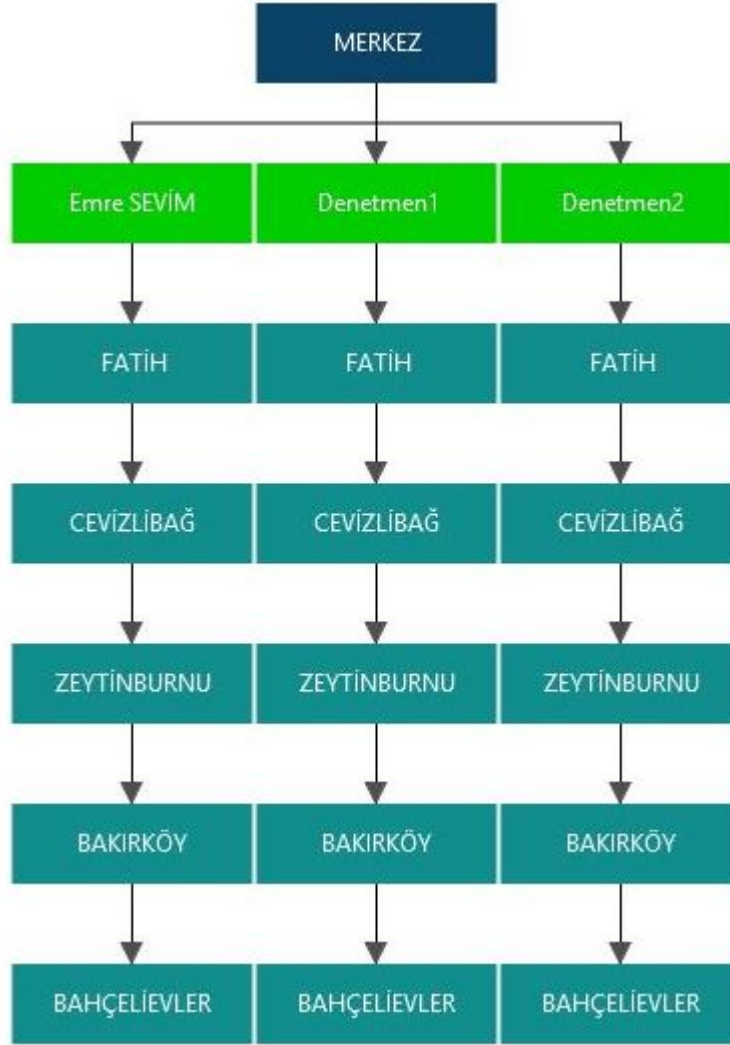 MERKEZ
Emre SEVİM
Denetmen1
Denetmen2
FATİH
FATİH
FATİH
CEVİZLİBAĞ
CEVİZLİBAĞ
CEVİZLİBAĞ
ZEYTİNBURNU
ZEYTİNBURNU
ZEYTİNBURNU
BAKIRKÖY
BAKIRKÖY
BAKIRKÖY
BAHÇELİEVLER
BAHÇELİEVLER
BAHÇELİEVLER